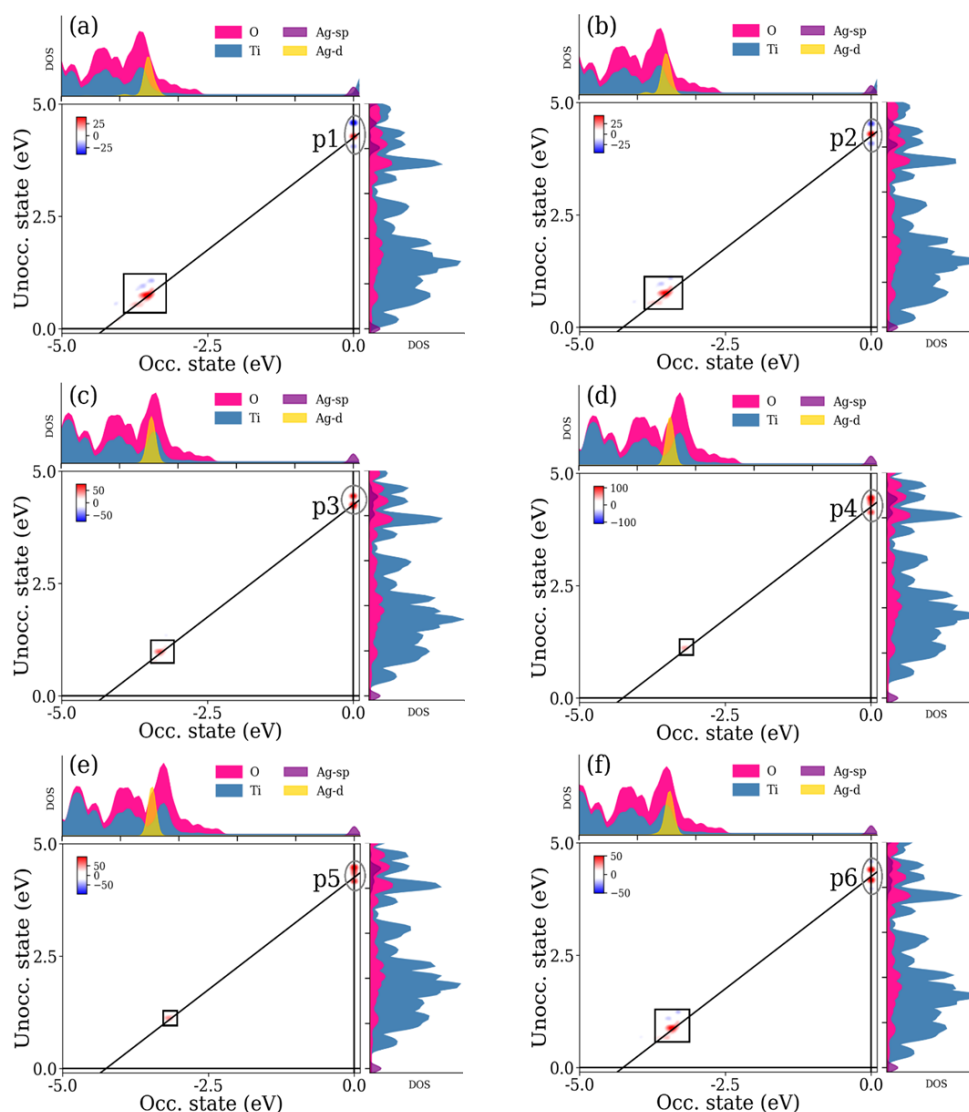 (a)
DOS
O
Ag-sp
Ti
Ag-d
5.0
25
0
−25
p1
2.5
0.0
Unocc. state (eV)
-5.0
-2.5
0.0
DOS
Occ. state (eV)
(b)
DOS
O
Ag-sp
Ti
Ag-d
5.0
25
0
−25
p2
2.5
0.0
Unocc. state (eV)
-5.0
-2.5
0.0
DOS
Occ. state (eV)
(c)
DOS
O
Ag-sp
Ti
Ag-d
5.0
50
0
−50
p3
2.5
0.0
Unocc. state (eV)
-5.0
-2.5
0.0
DOS
Occ. state (eV)
(d)
DOS
O
Ag-sp
Ti
Ag-d
5.0
100
0
−100
p4
2.5
0.0
Unocc. state (eV)
-5.0
-2.5
0.0
DOS
Occ. state (eV)
(e)
DOS
O
Ag-sp
Ti
Ag-d
5.0
50
0
−50
p5
2.5
0.0
Unocc. state (eV)
-5.0
-2.5
0.0
DOS
Occ. state (eV)
(f)
DOS
O
Ag-sp
Ti
Ag-d
5.0
50
0
−50
p6
2.5
0.0
Unocc. state (eV)
-5.0
-2.5
0.0
DOS
Occ. state (eV)